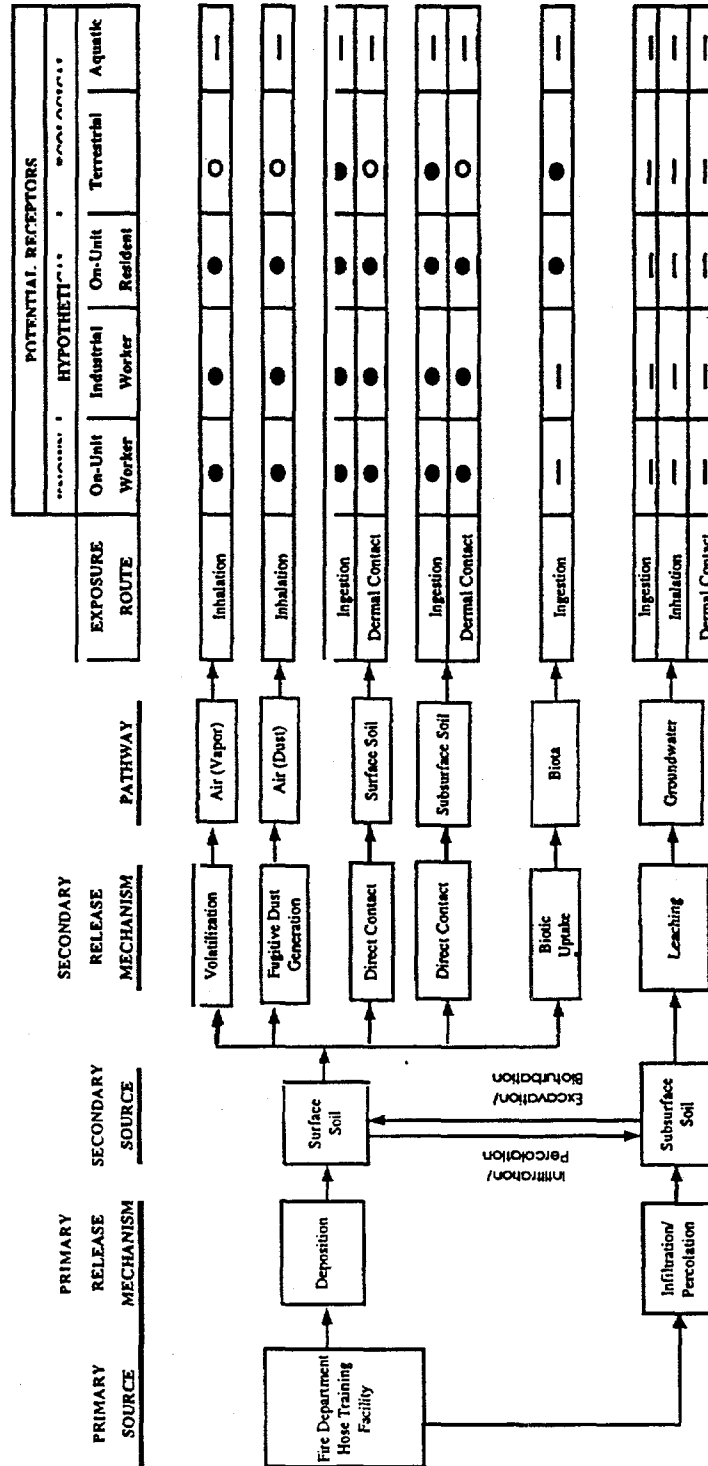 POTENTIAL RECEPTORS
HYPOTHETICAL
EXPOSURE ROUTE
On-Unit Worker
Industrial Worker
On-Unit Resident
Terrestrial
Aquatic
PRIMARY SOURCE
PRIMARY RELEASE MECHANISM
SECONDARY SOURCE
SECONDARY RELEASE MECHANISM
PATHWAY
Fire Department
Hose Training
Facility
Deposition
Infiltration/
Percolation
Surface
Soil
Infiltration/
Percolation
Excavation/
Bioturbation
Subsurface
Soil
Volatilization
Air (Vapor)
Inhalation
Fugitive Dust
Generation
Air (Dust)
Inhalation
Direct Contact
Surface Soil
Ingestion
Dermal Contact
Direct Contact
Subsurface Soil
Ingestion
Dermal Contact
Biotic
Uptake
Biota
Ingestion
Leaching
Groundwater
Ingestion
Inhalation
Dermal Contact